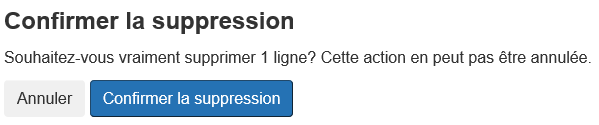 Confirmer la suppression
Souhaitez-vous vraiment supprimer 1 ligne? Cette action en peut pas être annulée.
Annuler
Confirmer la suppression